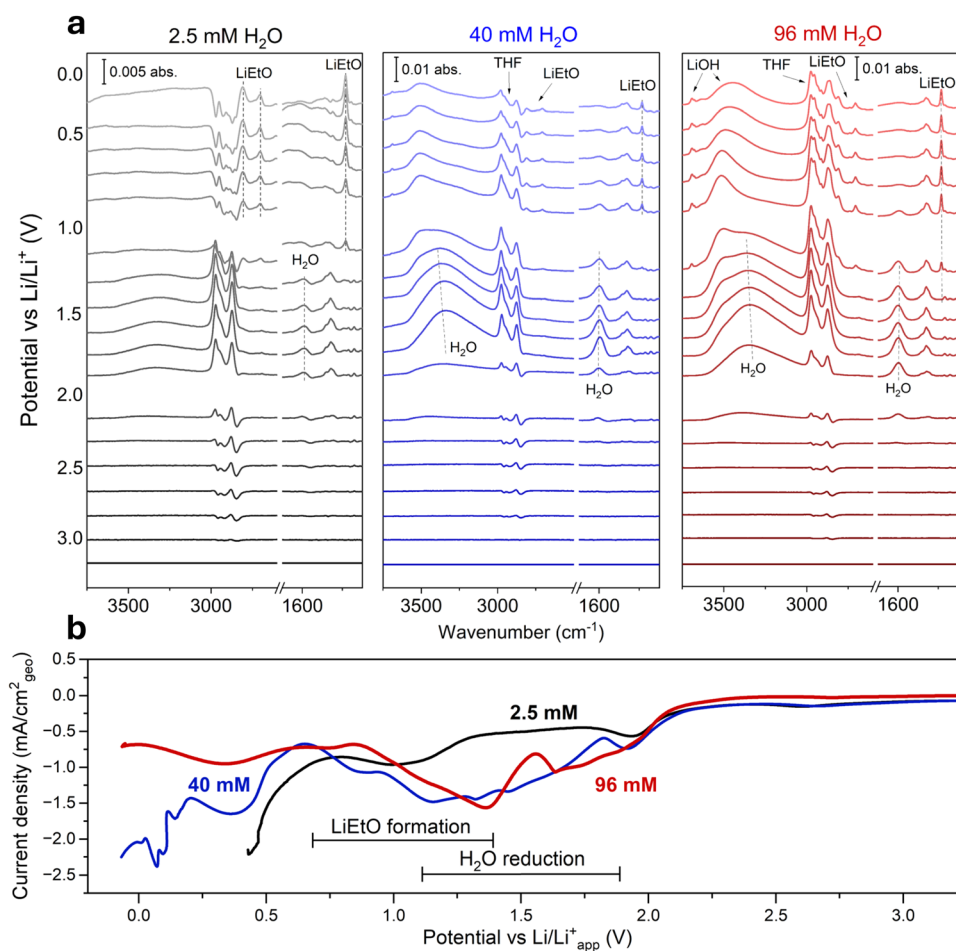 a
2.5 mM H₂O
40 mM H₂O
96 mM H₂O
Potential vs Li/Li⁺ (V)
0.0
0.5
1.0
1.5
2.0
2.5
3.0
0.005 abs.
LiEtO
LiEtO
H₂O
3500
3000
1600
0.01 abs.
THF
LiEtO
LiEtO
H₂O
H₂O
3500
3000
1600
LiOH
THF
LiEtO
0.01 abs.
LiEtO
H₂O
H₂O
3500
3000
1600
Wavenumber (cm⁻¹)
b
Current density (mA/cm²geo)
0.5
0.0
−0.5
−1.0
−1.5
−2.0
−2.5
2.5 mM
40 mM
96 mM
LiEtO formation
H₂O reduction
0.0
0.5
1.0
1.5
2.0
2.5
3.0
Potential vs Li/Li⁺app (V)